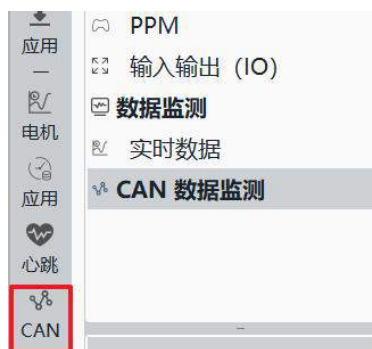 应用
电机
应用
心跳
CAN
PPM
输入输出（IO）
数据监测
实时数据
CAN 数据监测